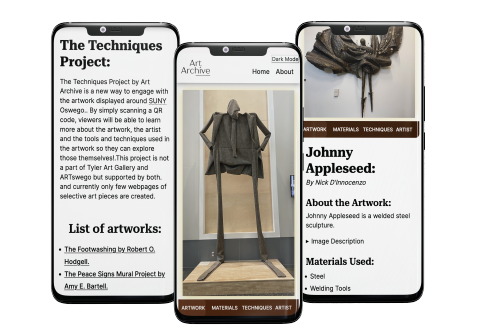 The Techniques
Project:
The Techniques Project by Art
Archive is a new way to engage with
the artwork displayed around SUNY
Oswego.. By simply scanning a QR
code, viewers will be able to learn
more about the artwork, the artist
and the tools and techniques used in
the artwork so they can explore
those themselves!.This project is not
a part of Tyler Art Gallery and
ARTswego but supported by both.
and currently only few webpages of
selective art pieces are created.
List of artworks:
The Footwashing by Robert O.
Hodgell.
The Peace Signs Mural Project by
Amy E. Bartell.
Dark Mode
Art
Archive
Home About
ARTWORK MATERIALS TECHNIQUES ARTIST
ARTWORK MATERIALS TECHNIQUES ARTIST
Johnny
Appleseed:
By Nick D'Innocenzo
About the Artwork:
Johnny Appleseed is a welded steel
sculpture.
Image Description
Materials Used:
Steel
Welding Tools